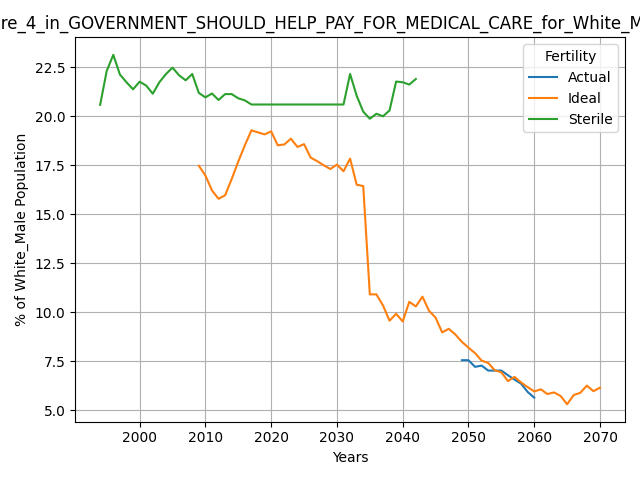 re_4_in_GOVERNMENT_SHOULD_HELP_PAY_FOR_MEDICAL_CARE_for_White_M
% of White_Male Population
22.5
20.0
17.5
15.0
12.5
10.0
7.5
5.0
Fertility
Actual
Ideal
Sterile
2000 2010 2020 2030 2040 2050 2060 2070
Years